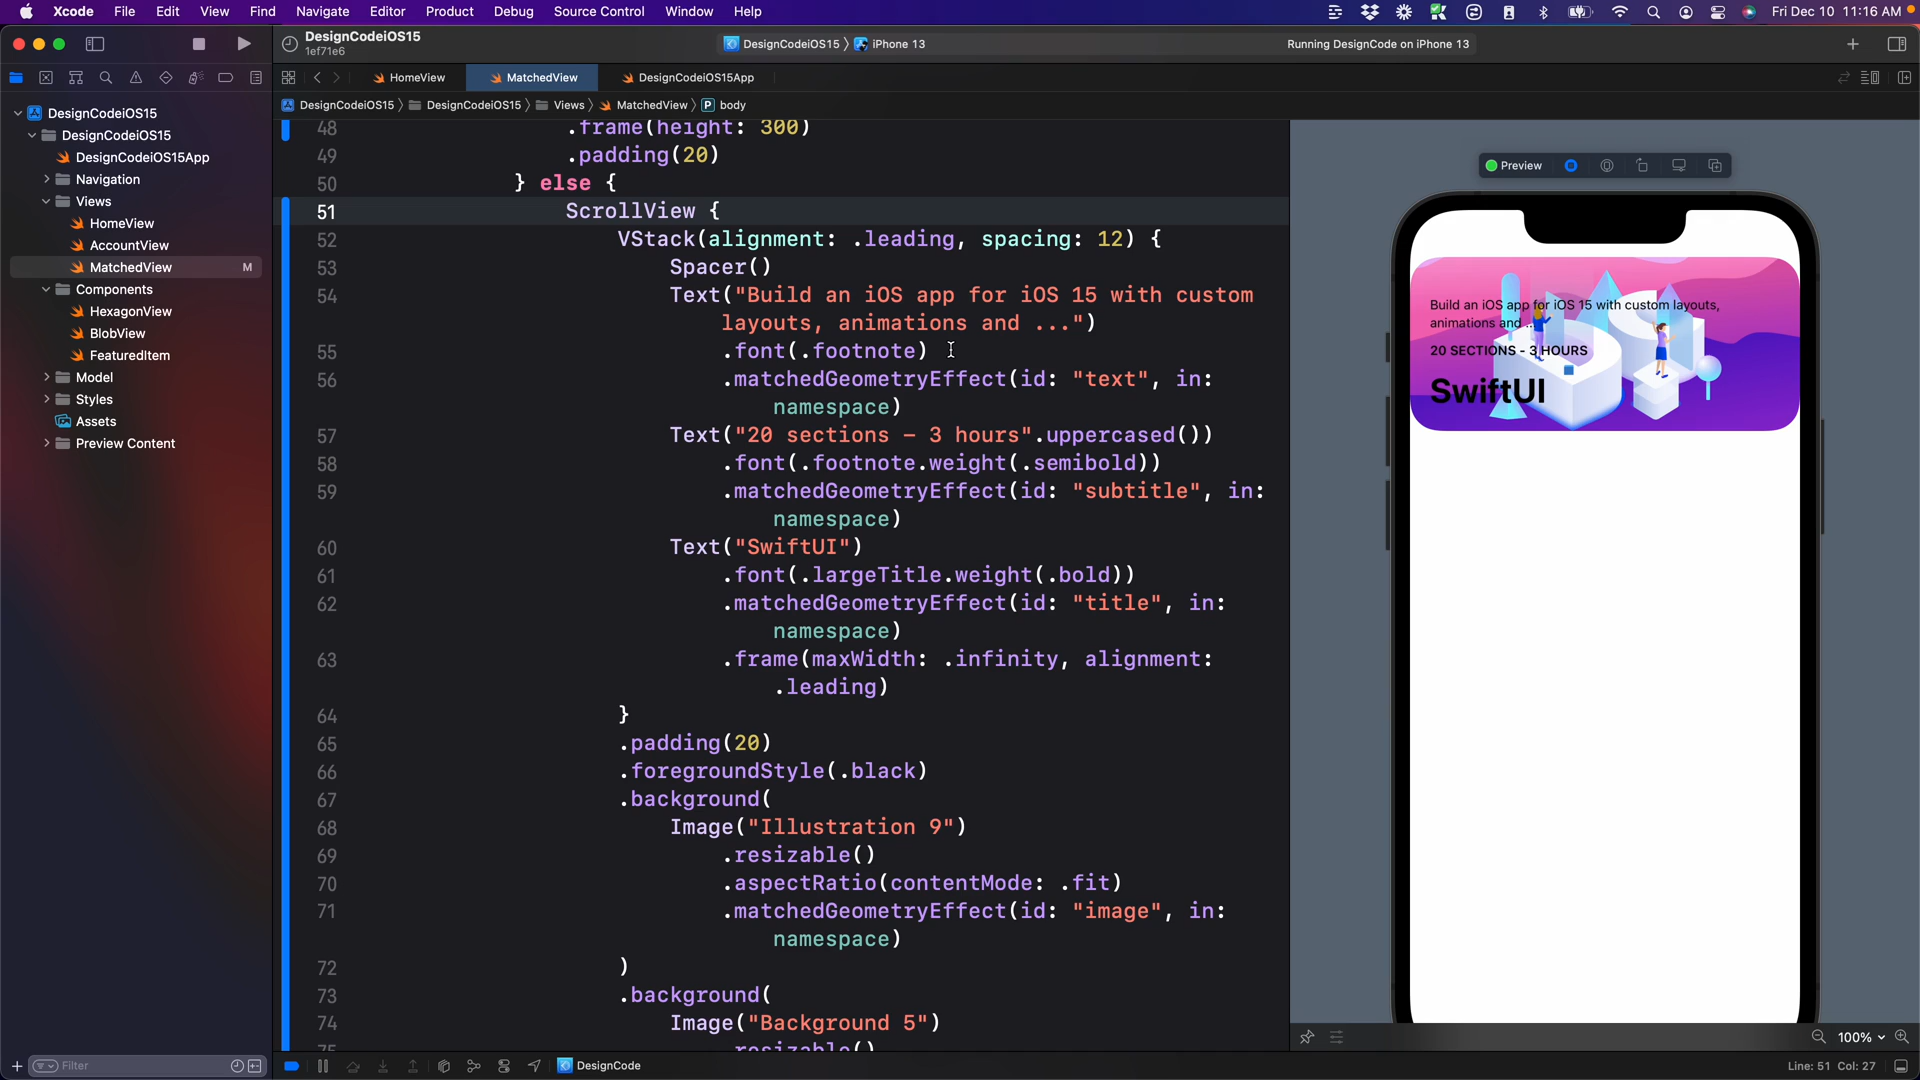 Xcode File Edit View Find Navigate Editor Product Debug Source Control Window Help Fri Dec 10 11:16 AM
DesignCodeiOS15
1ef71e6
DesignCodeiOS15 iPhone 13
Running DesignCode on iPhone 13
HomeView MatchedView DesignCodeiOS15App
DesignCodeiOS15 DesignCodeiOS15 Views MatchedView P body
DesignCodeiOS15
DesignCodeiOS15
DesignCodeiOS15App
Navigation
Views
HomeView
AccountView
MatchedView M
Components
HexagonView
BlobView
FeaturedItem
Model
Styles
Assets
Preview Content
Filter
48 .frame(height: 300)
49 .padding(20)
50 } else {
51 ScrollView {
52 VStack(alignment: .leading, spacing: 12) {
53 Spacer()
54 Text("Build an iOS app for iOS 15 with custom
layouts, animations and ...")
55 .font(.footnote)
56 .matchedGeometryEffect(id: "text", in:
namespace)
57 Text("20 sections - 3 hours".uppercased())
58 .font(.footnote.weight(.semibold))
59 .matchedGeometryEffect(id: "subtitle", in:
namespace)
60 Text("SwiftUI")
61 .font(.largeTitle.weight(.bold))
62 .matchedGeometryEffect(id: "title", in:
namespace)
63 .frame(maxWidth: .infinity, alignment:
.leading)
64 }
65 .padding(20)
66 .foregroundStyle(.black)
67 .background(
68 Image("Illustration 9")
69 .resizable()
70 .aspectRatio(contentMode: .fit)
71 .matchedGeometryEffect(id: "image", in:
namespace)
72 )
73 .background(
74 Image("Background 5")
75 .resizable()
Preview
Build an iOS app for iOS 15 with custom layouts,
animations and ...
20 SECTIONS - 3 HOURS
SwiftUI
100%
DesignCode
Line: 51 Col: 27